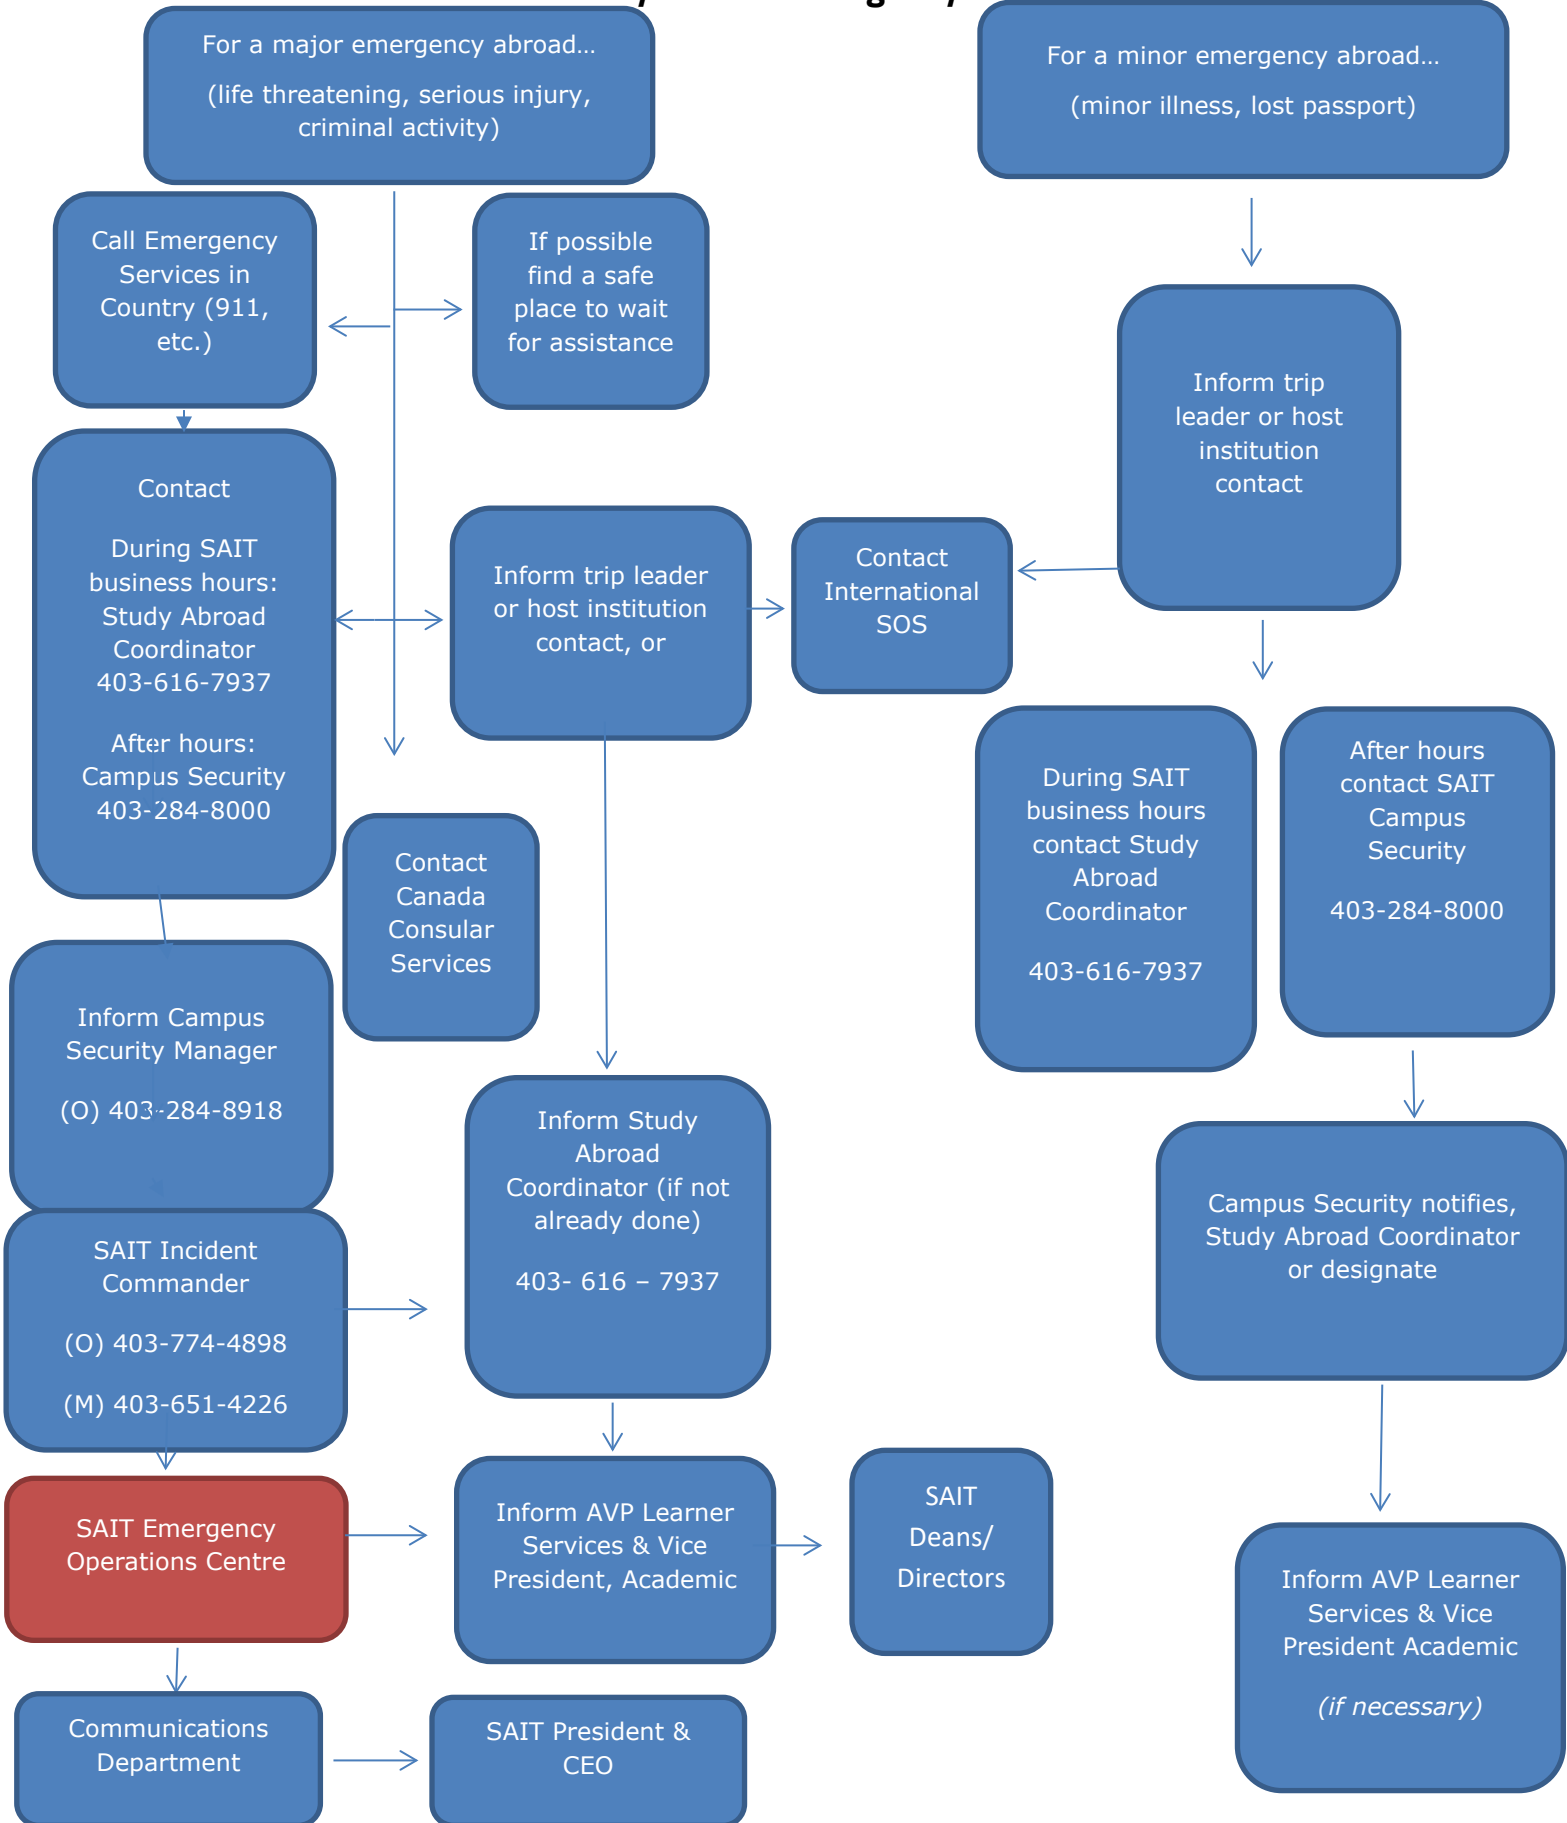 For a major emergency abroad…
(life threatening, serious injury,
criminal activity)
For a minor emergency abroad…
(minor illness, lost passport)
Call Emergency
Services in
Country (911,
etc.)
If possible
find a safe
place to wait
for assistance
Inform trip
leader or host
institution
contact
Contact
During SAIT
business hours:
Study Abroad
Coordinator
403-616-7937
After hours:
Campus Security
403-284-8000
Inform trip leader
or host institution
contact, or
Contact
International
SOS
During SAIT
business hours
contact Study
Abroad
Coordinator
403-616-7937
After hours
contact SAIT
Campus
Security
403-284-8000
Contact
Canada
Consular
Services
Inform Campus
Security Manager
(O) 403-284-8918
Inform Study
Abroad
Coordinator (if not
already done)
403- 616 – 7937
Campus Security notifies,
Study Abroad Coordinator
or designate
SAIT Incident
Commander
(O) 403-774-4898
(M) 403-651-4226
SAIT Emergency
Operations Centre
Inform AVP Learner
Services & Vice
President, Academic
SAIT
Deans/
Directors
Inform AVP Learner
Services & Vice
President Academic
(if necessary)
Communications
Department
SAIT President &
CEO